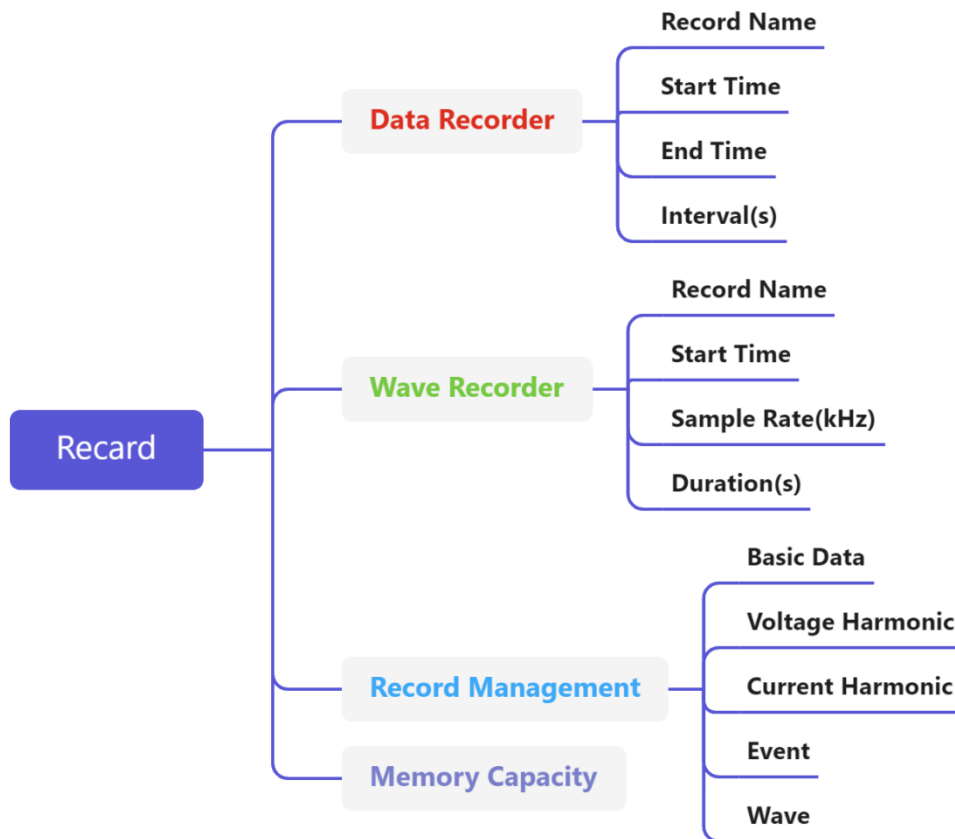 Recard
Data Recorder
Record Name
Start Time
End Time
Interval(s)
Wave Recorder
Record Name
Start Time
Sample Rate(kHz)
Duration(s)
Record Management
Basic Data
Voltage Harmonic
Current Harmonic
Event
Wave
Memory Capacity